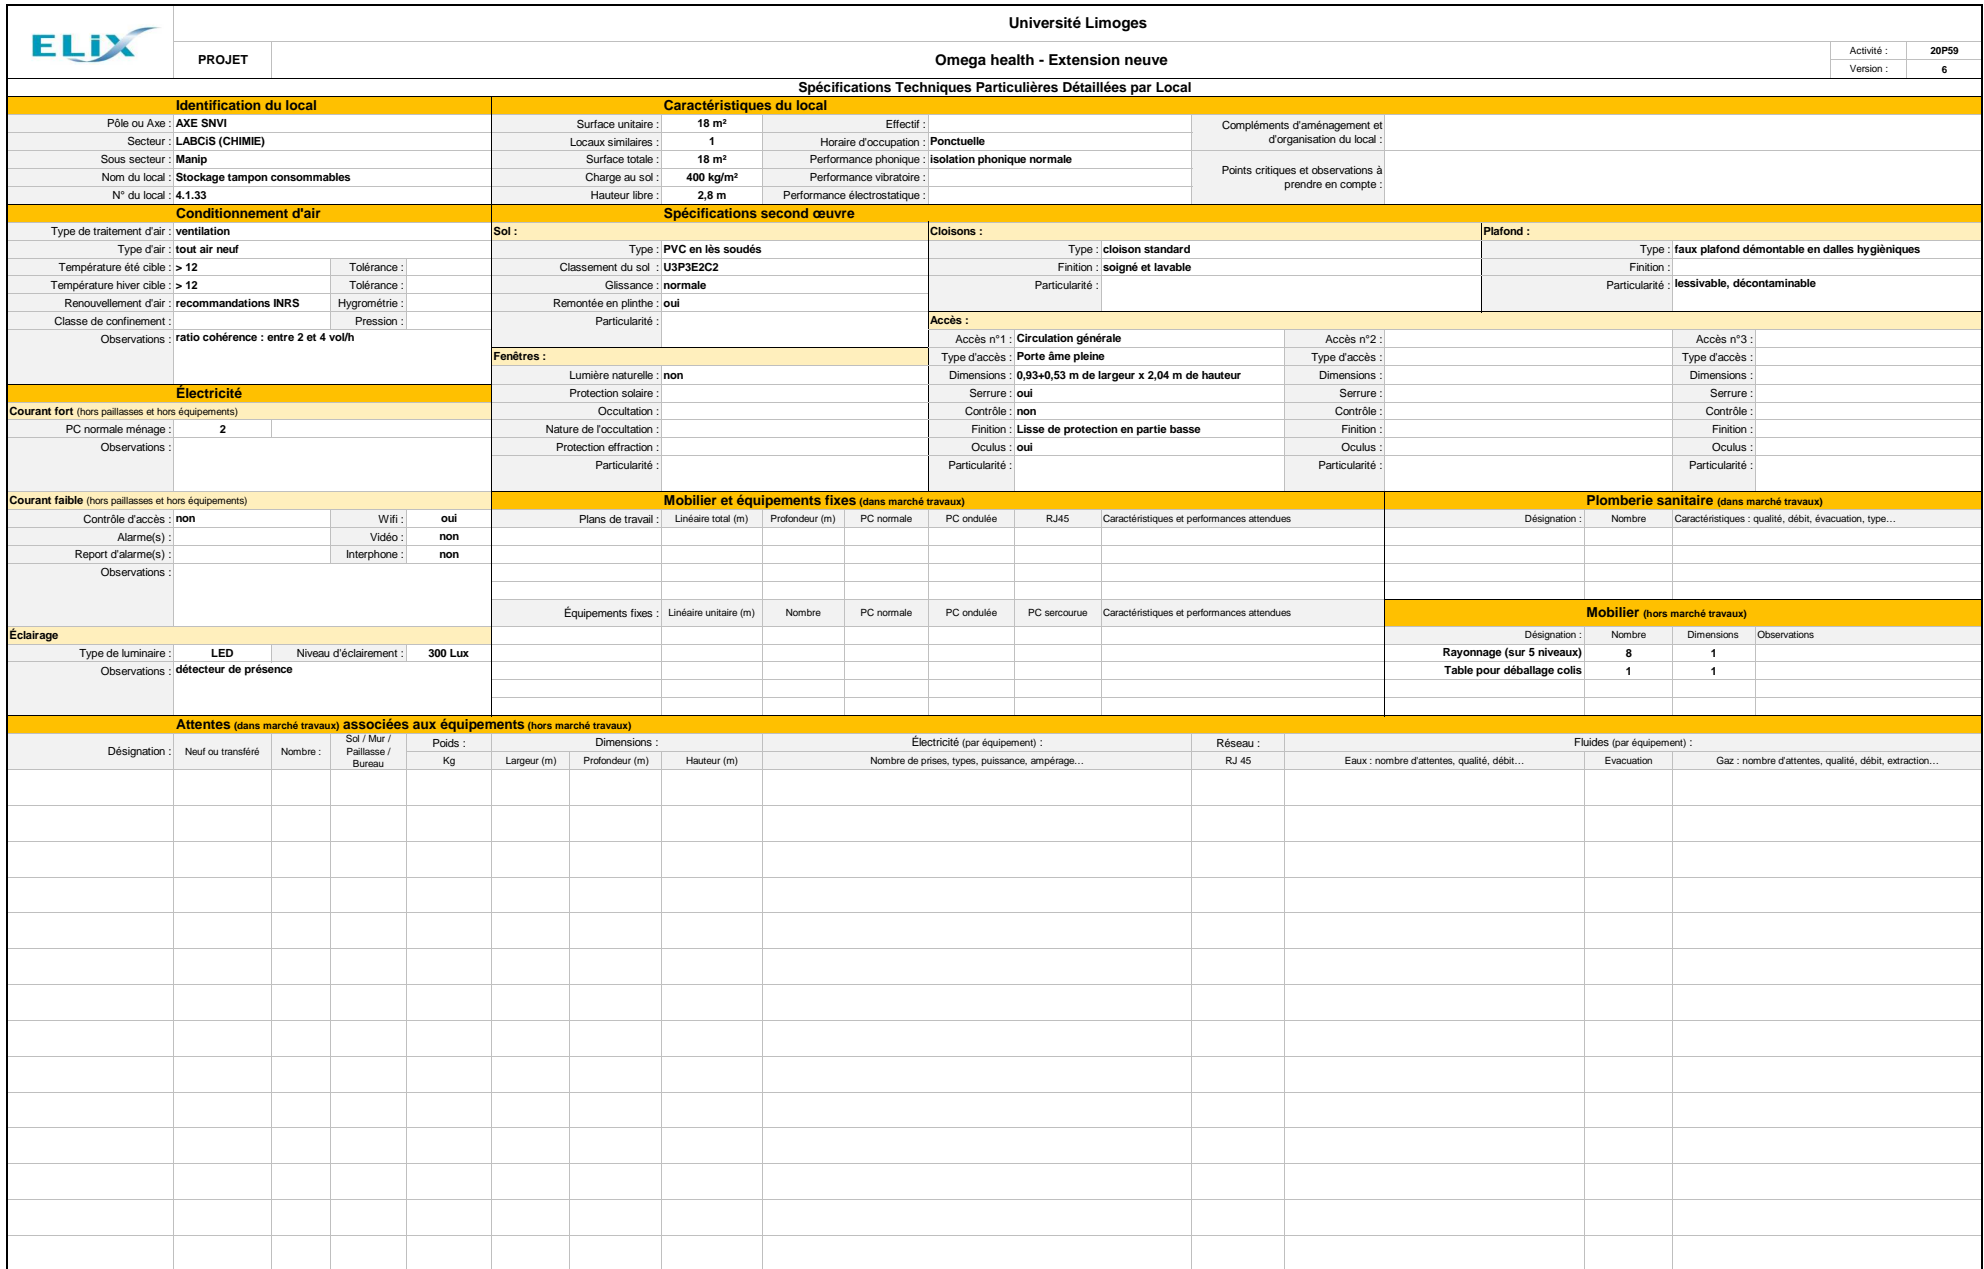 ELiX
Université Limoges
PROJET
Omega health - Extension neuve
Activité : 20P59
Version : 6
Spécifications Techniques Particulières Détaillées par Local
Identification du local
Pôle ou Axe : AXE SNVI
Secteur : LABCiS (CHIMIE)
Sous secteur : Manip
Nom du local : Stockage tampon consommables
N° du local : 4.1.33
Caractéristiques du local
Surface unitaire : 18 m²
Locaux similaires : 1
Surface totale : 18 m²
Charge au sol : 400 kg/m²
Hauteur libre : 2,8 m
Effectif :
Horaire d'occupation : Ponctuelle
Performance phonique : isolation phonique normale
Performance vibratoire :
Performance électrostatique :
Compléments d'aménagement et
d'organisation du local :
Points critiques et observations à
prendre en compte :
Conditionnement d'air
Type de traitement d'air : ventilation
Type d'air : tout air neuf
Température été cible : > 12 Tolérance :
Température hiver cible : > 12 Tolérance :
Renouvellement d'air : recommandations INRS Hygrométrie :
Classe de confinement : Pression :
Observations : ratio cohérence : entre 2 et 4 vol/h
Électricité
Courant fort (hors paillasses et hors équipements)
PC normale ménage : 2
Observations :
Courant faible (hors paillasses et hors équipements)
Contrôle d'accès : non Wifi : oui
Alarme(s) : Vidéo : non
Report d'alarme(s) : Interphone : non
Observations :
Éclairage
Type de luminaire : LED Niveau d'éclairement : 300 Lux
Observations : détecteur de présence
Spécifications second œuvre
Sol :
Type : PVC en lès soudés
Classement du sol : U3P3E2C2
Glissance : normale
Remontée en plinthe : oui
Particularité :
Fenêtres :
Lumière naturelle : non
Protection solaire :
Occultation :
Nature de l'occultation :
Protection effraction :
Particularité :
Cloisons :
Type : cloison standard
Finition : soigné et lavable
Particularité :
Plafond :
Type : faux plafond démontable en dalles hygièniques
Finition :
Particularité : lessivable, décontaminable
Accès :
Accès n°1 : Circulation générale Accès n°2 : Accès n°3 :
Type d'accès : Porte âme pleine Type d'accès : Type d'accès :
Dimensions : 0,93+0,53 m de largeur x 2,04 m de hauteur Dimensions : Dimensions :
Serrure : oui Serrure : Serrure :
Contrôle : non Contrôle : Contrôle :
Finition : Lisse de protection en partie basse Finition : Finition :
Oculus : oui Oculus : Oculus :
Particularité : Particularité : Particularité :
Mobilier et équipements fixes (dans marché travaux)
Plans de travail : Linéaire total (m) Profondeur (m) PC normale PC ondulée RJ45 Caractéristiques et performances attendues
Équipements fixes : Linéaire unitaire (m) Nombre PC normale PC ondulée PC sercourue Caractéristiques et performances attendues
Plomberie sanitaire (dans marché travaux)
Désignation : Nombre Caractéristiques : qualité, débit, évacuation, type…
Mobilier (hors marché travaux)
Désignation : Nombre Dimensions Observations
Rayonnage (sur 5 niveaux) 8 1
Table pour déballage colis 1 1
Attentes (dans marché travaux) associées aux équipements (hors marché travaux)
Désignation : Neuf ou transféré Nombre :
Sol / Mur /
Paillasse /
Bureau
Poids : Dimensions : Électricité (par équipement) : Réseau : Fluides (par équipement) :
Kg Largeur (m) Profondeur (m) Hauteur (m) Nombre de prises, types, puissance, ampérage… RJ 45 Eaux : nombre d'attentes, qualité, débit… Evacuation Gaz : nombre d'attentes, qualité, débit, extraction…